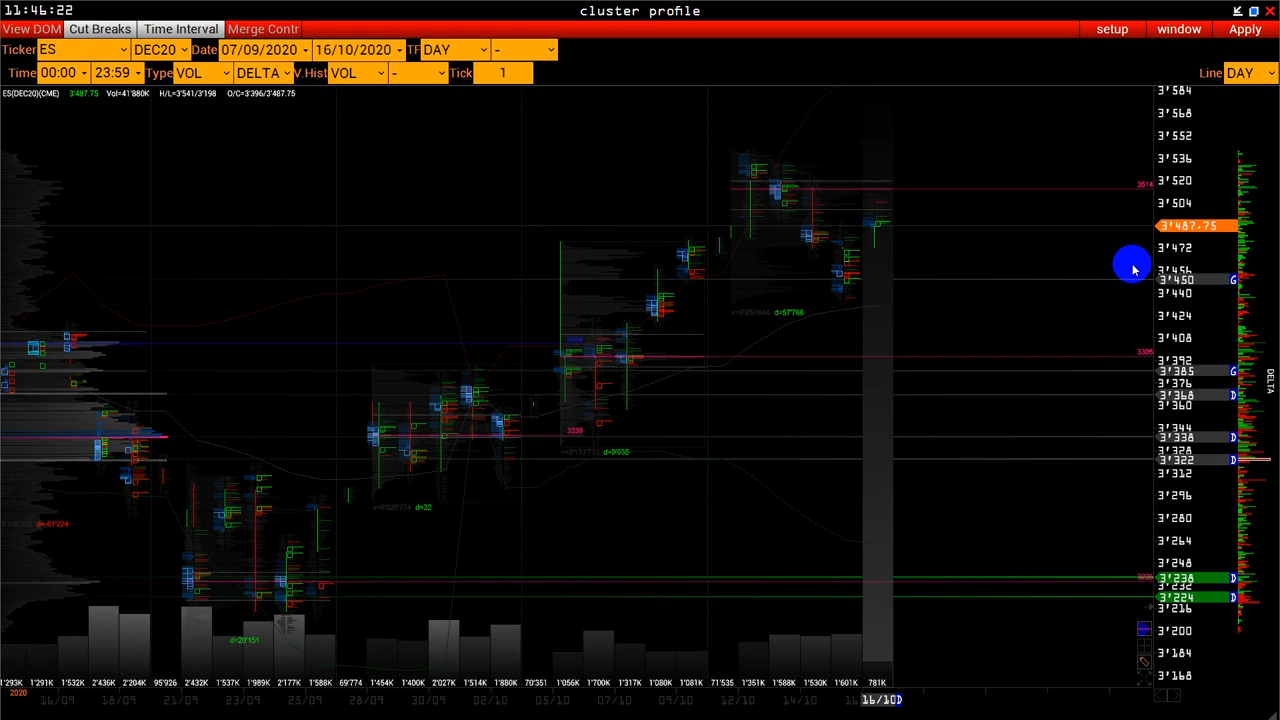 11:46:22 cluster profile
View DOM Cut Breaks Time Interval Merge Contr setup window Apply
Ticker ES DEC20 Date 07/09/2020 16/10/2020 TF DAY -
Time 00:00 23:59 Type VOL DELTA V.Hist VOL - Tick 1 Line DAY
ES(DEC20)(CME) 3'487.75 Vol=41'880K H/L=3'541/3'198 O/C=3'396/3'487.75
3'584
3'568
3'552
3'536
3'520
3514
3'504
3'487.75
3'472
3'456
3'450 G
3'440
d=57'766
3'424
3'408
3395
3'392
3'385 G
3'376
3'368 D
3'360
3'344
3339
3'338 D
3'328
d=9'035
3'322 D
3'312
3'296
d=32
3'280
d=-61'224
3'264
3'248
3'238 D
3'232
3'224 D
3'216
3'200
d=20'151
3'184
3'168
DELTA
1'293K 1'291K 1'532K 2'436K 2'204K 95'926 2'432K 1'537K 1'989K 2'177K 1'588K 69'774 1'454K 1'400K 2'027K 1'514K 1'880K 70'351 1'056K 1'700K 1'317K 1'080K 1'081K 71'535 1'351K 1'588K 1'530K 1'601K 781K
2020 16/09 18/09 22/09 24/09 28/09 30/09 02/10 05/10 08/10 12/10 14/10 16 16/10 D